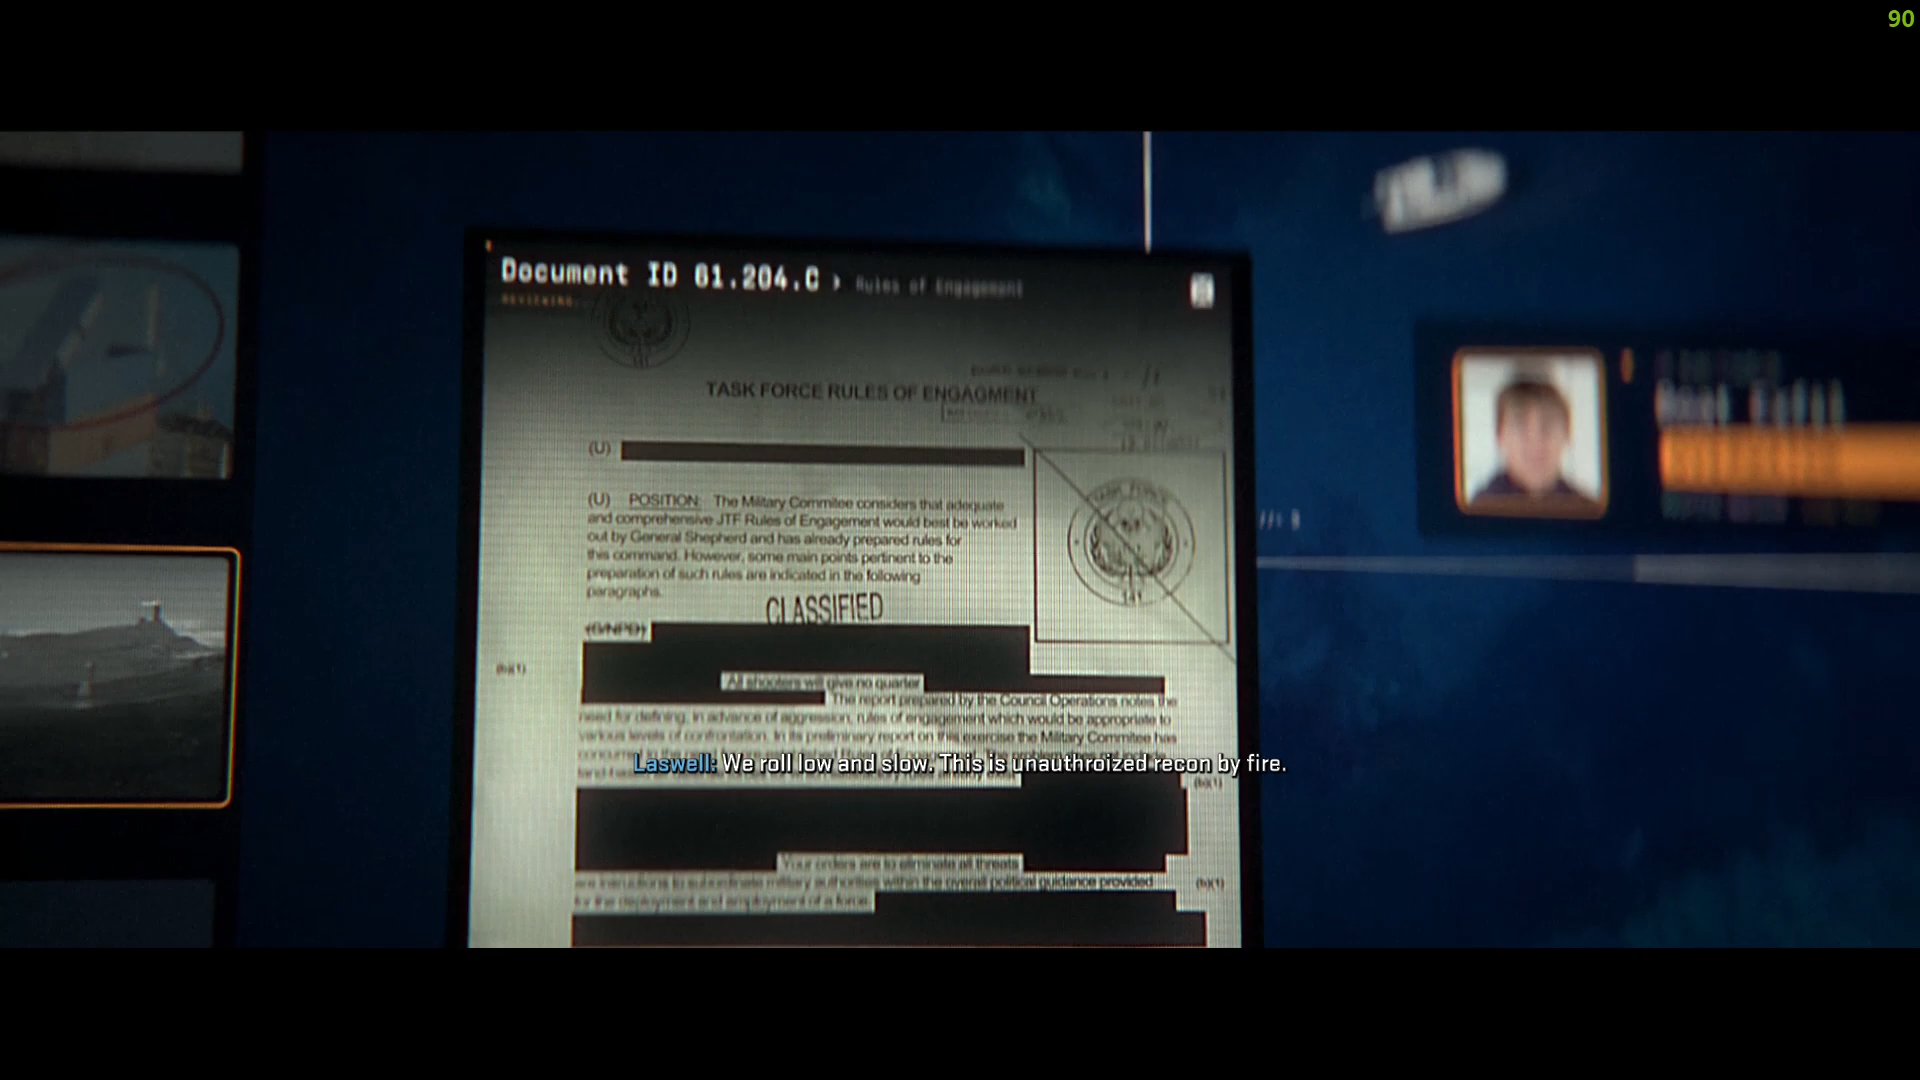 90
Document ID 61.204.C > Rules of Engagement
REVIEWING
TASK FORCE RULES OF ENGAGMENT
(U)
(U) POSITION: The Military Commitee considers that adequate
and comprehensive JTF Rules of Engagement would best be worked
out by General Shepherd and has already prepared rules for
this command. However, some main points pertinent to the
preparation of such rules are indicated in the following
paragraphs.
CLASSIFIED
TASK FORCE
141
(b)(1)
All shooters will give no quarter
The report prepared by the Council Operations notes the
need for defining, in advance of aggression, rules of engagement which would be appropriate to
various levels of confrontation. In its preliminary report on this exercise the Military Commitee has
Laswell: We roll low and slow. This is unauthroized recon by fire.
(b)(1)
Your orders are to eliminate all threats
are instructions to subordinate military authorities within the overall political guidance provided
(b)(1)
for the deployment and employment of a force.